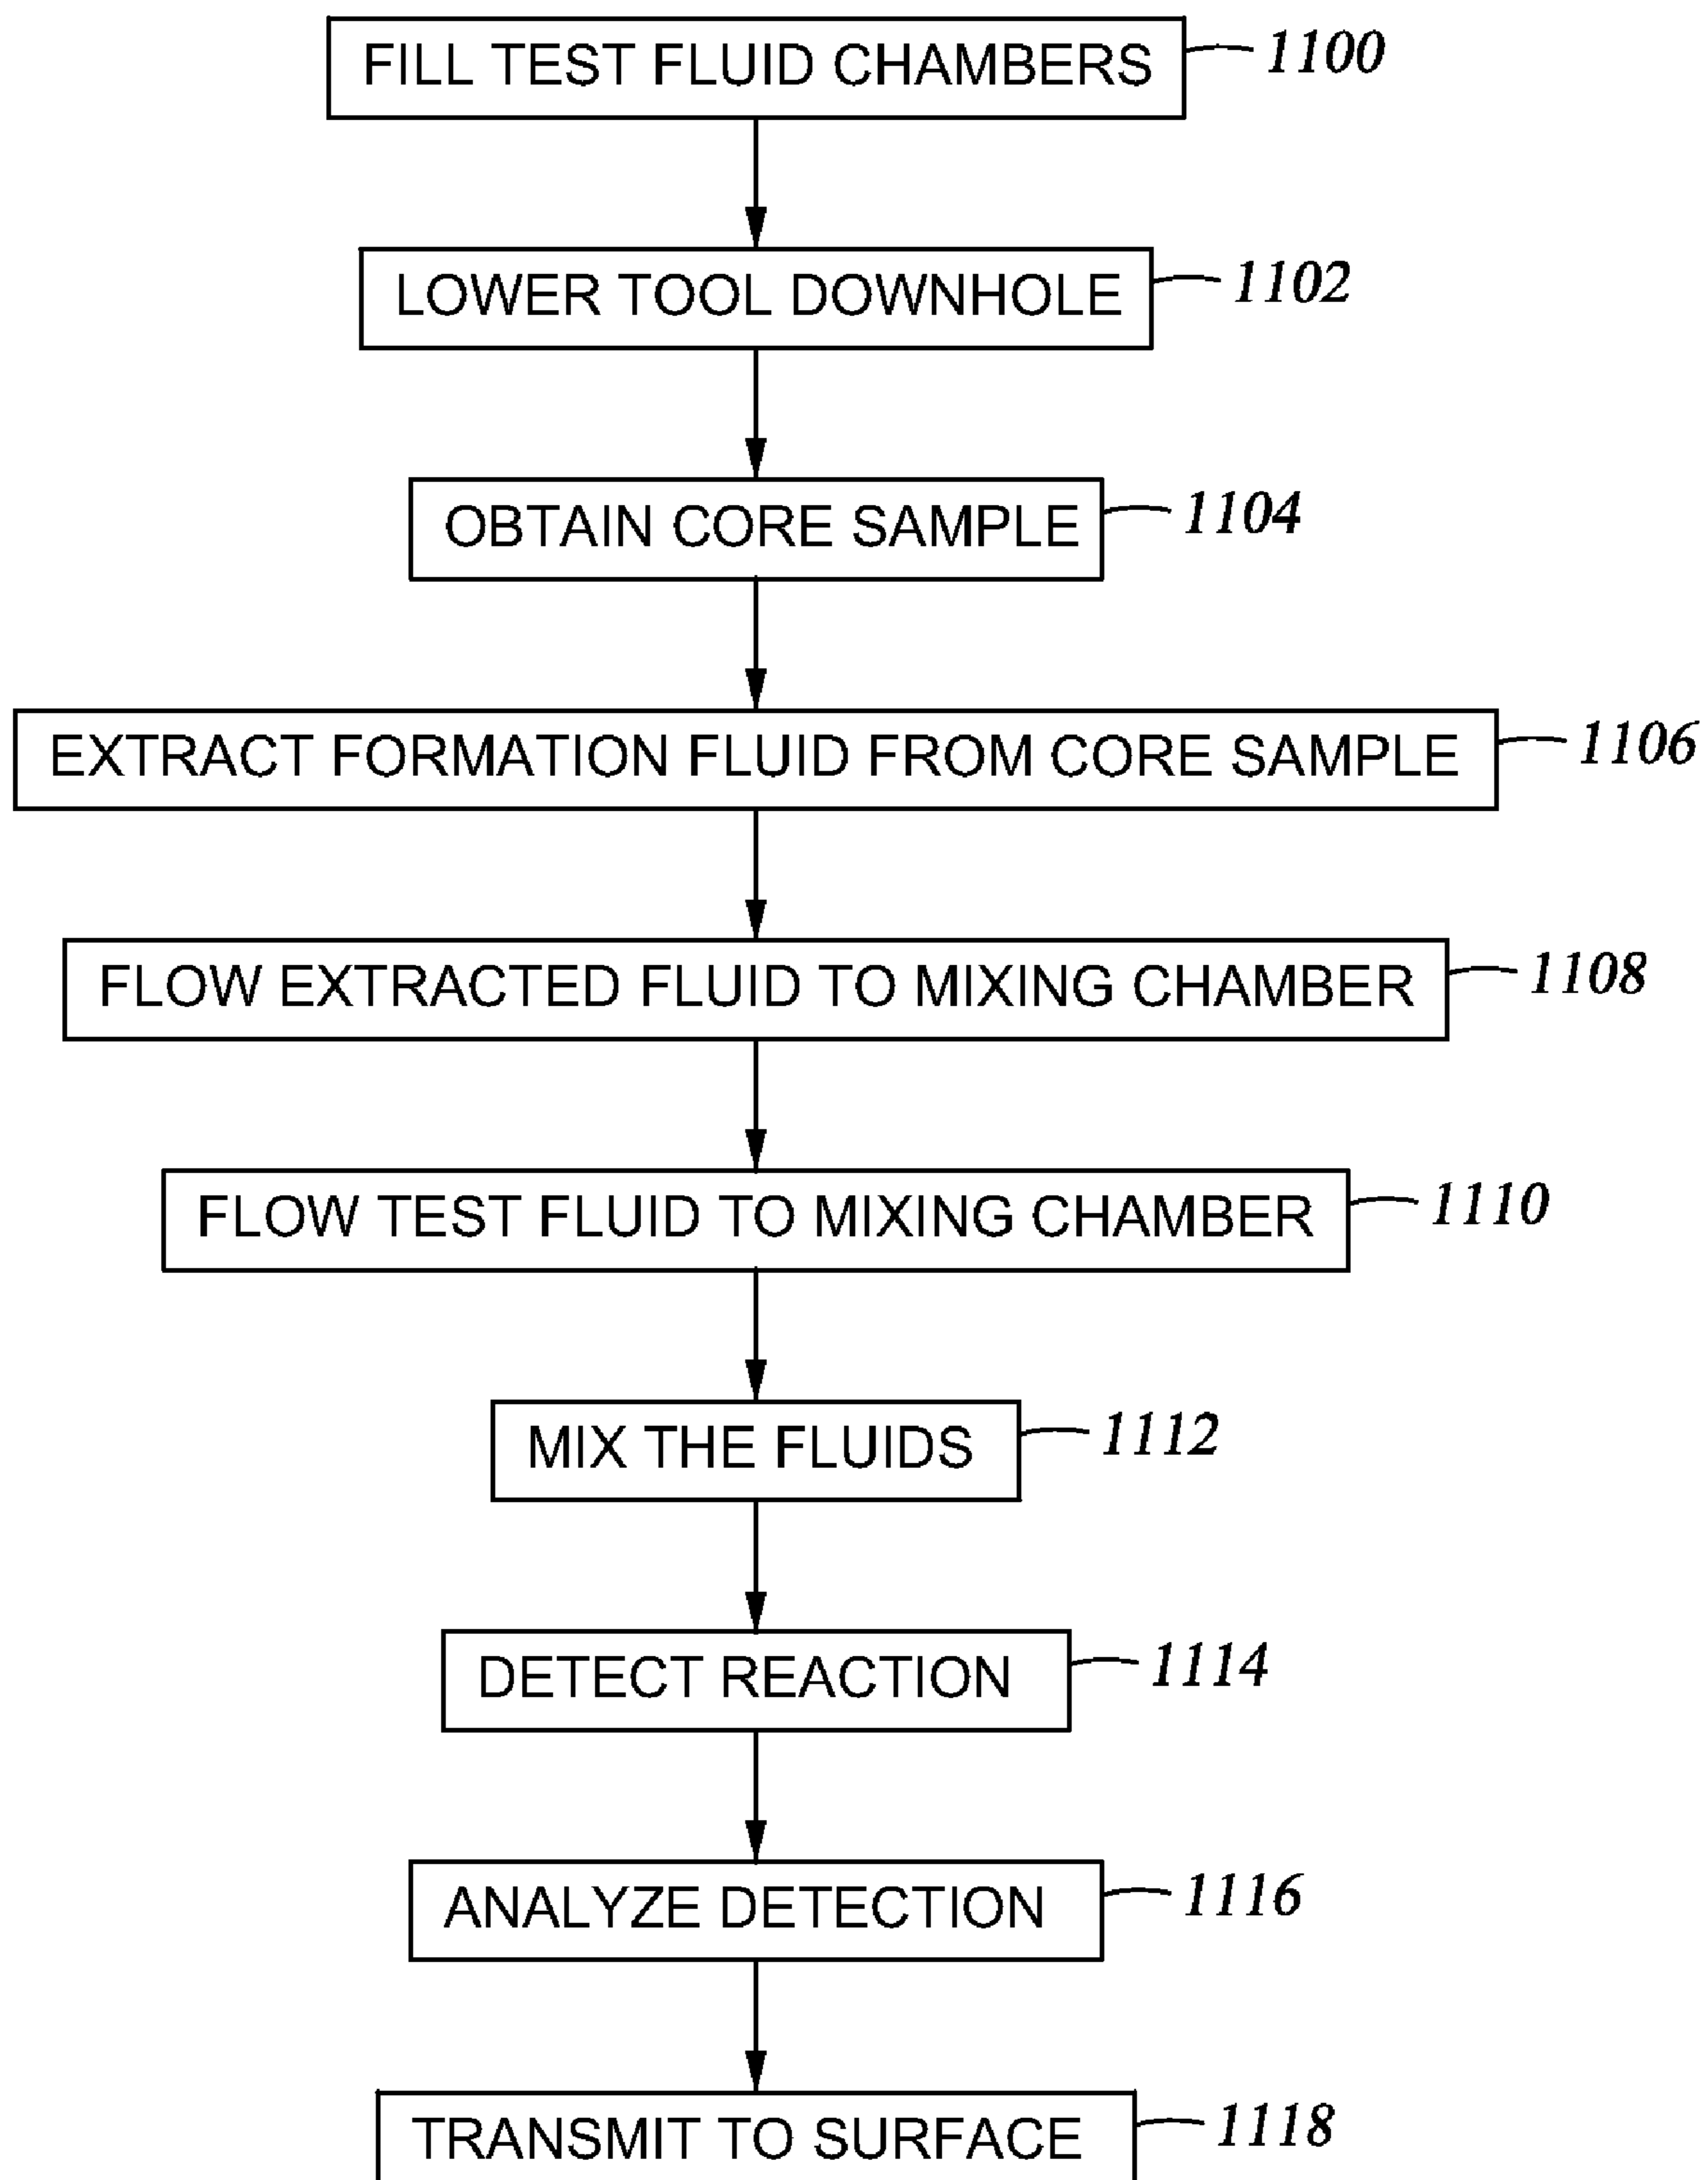 FILL TEST FLUID CHAMBERS 1100
LOWER TOOL DOWNHOLE 1102
OBTAIN CORE SAMPLE 1104
EXTRACT FORMATION FLUID FROM CORE SAMPLE 1106
FLOW EXTRACTED FLUID TO MIXING CHAMBER 1108
FLOW TEST FLUID TO MIXING CHAMBER 1110
MIX THE FLUIDS 1112
DETECT REACTION 1114
ANALYZE DETECTION 1116
TRANSMIT TO SURFACE 1118